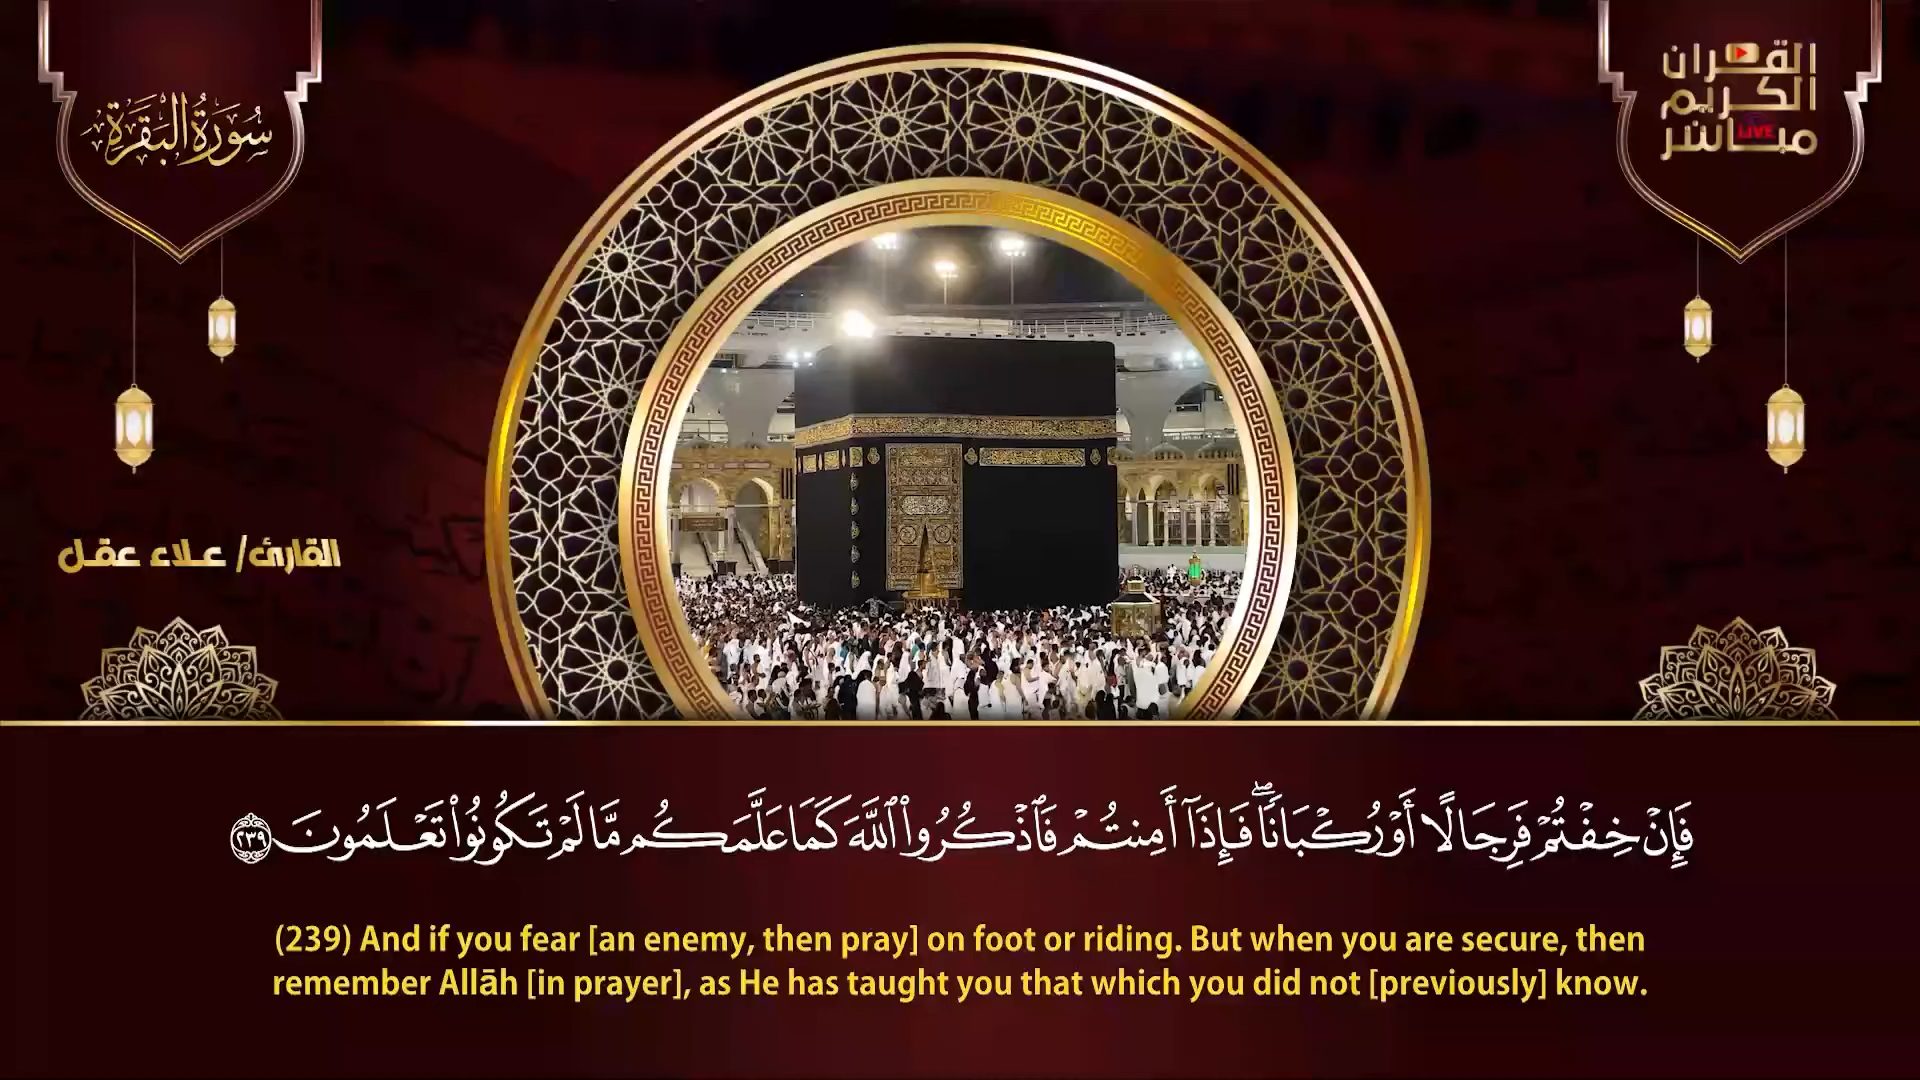 سُورَةُ البَقَرَةِ
القرآن
الكريم
مباشر
LIVE
القارئ/ علاء عقل
فَإِنْ خِفْتُمْ فَرِجَالًا أَوْ رُكْبَانًا ۖ فَإِذَآ أَمِنتُمْ فَٱذْكُرُوا۟ ٱللَّهَ كَمَا عَلَّمَكُم مَّا لَمْ تَكُونُوا۟ تَعْلَمُونَ ٢٣٩
(239) And if you fear [an enemy, then pray] on foot or riding. But when you are secure, then
remember Allāh [in prayer], as He has taught you that which you did not [previously] know.